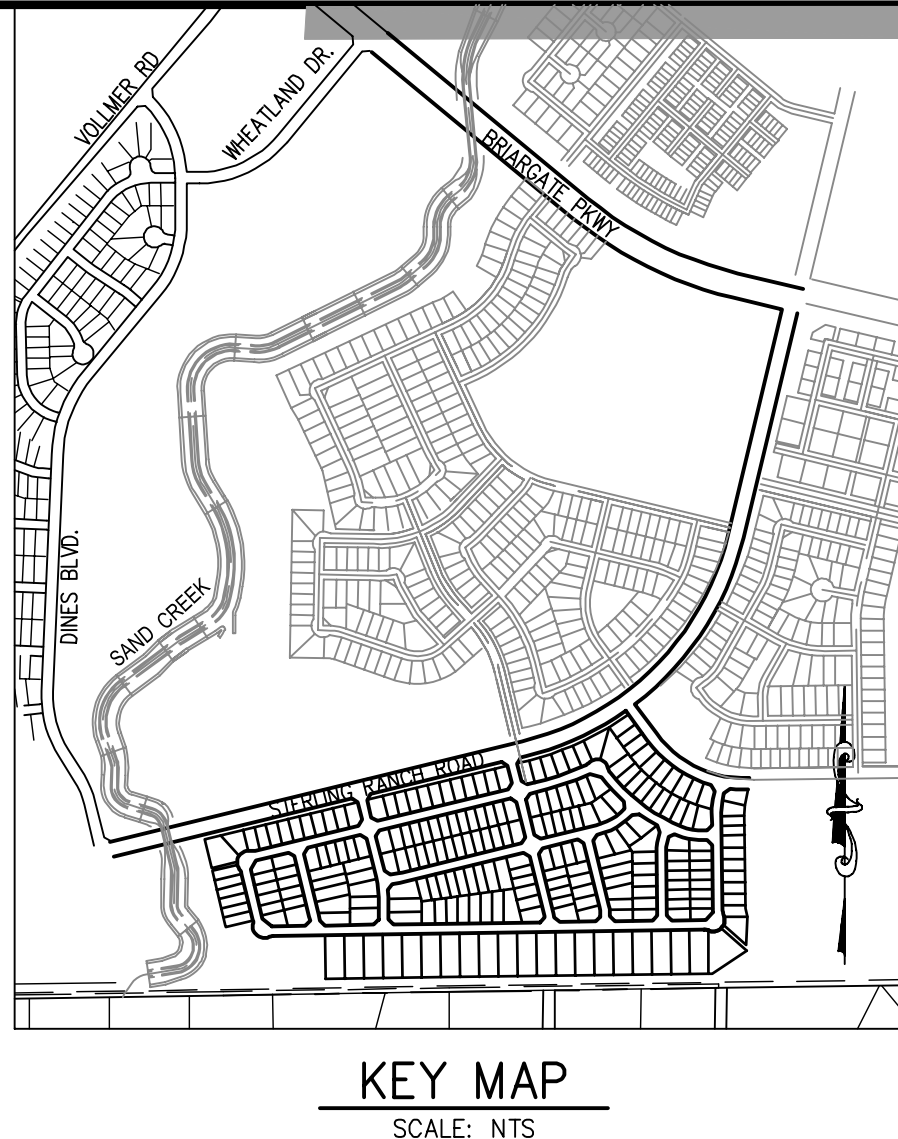 VOLLMER RD
WHEATLAND DR.
BRIARGATE PKWY
DINES BLVD.
SAND CREEK
STERLING RANCH ROAD
KEY MAP
SCALE: NTS